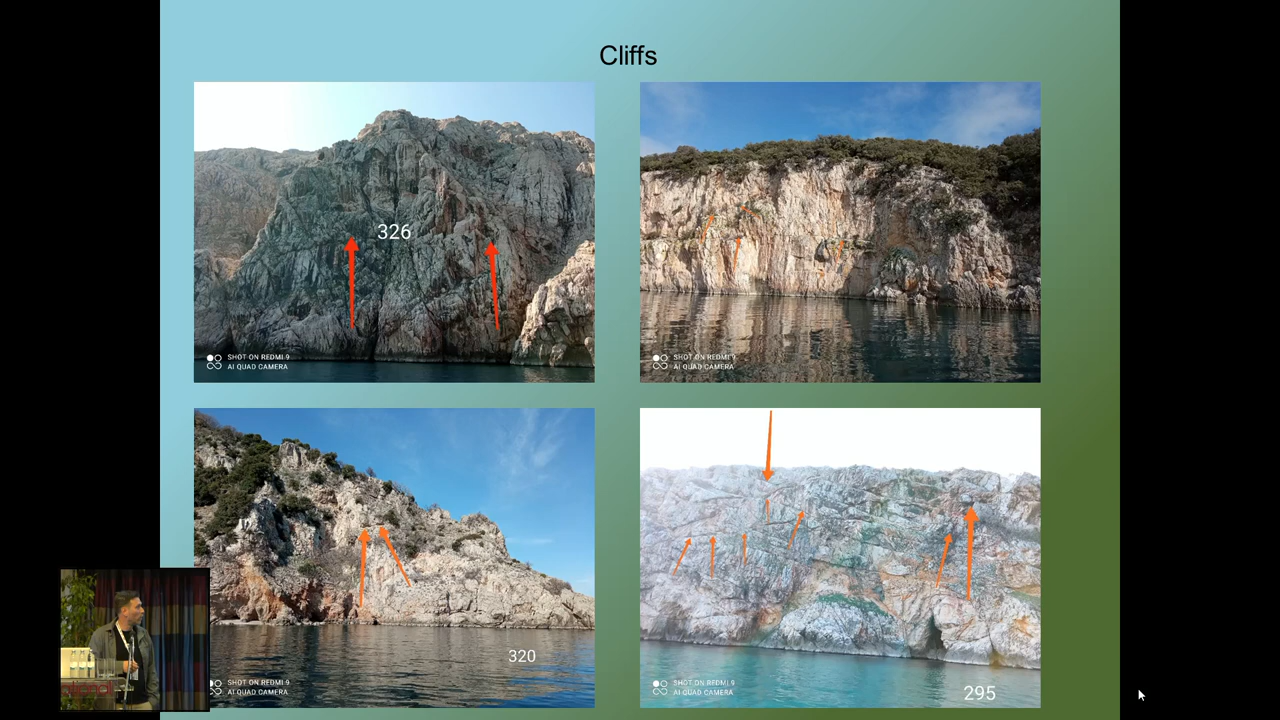 Cliffs
326
SHOT ON REDMI 9
AI QUAD CAMERA
SHOT ON REDMI 9
AI QUAD CAMERA
320
SHOT ON REDMI 9
AI QUAD CAMERA
295
SHOT ON REDMI 9
AI QUAD CAMERA